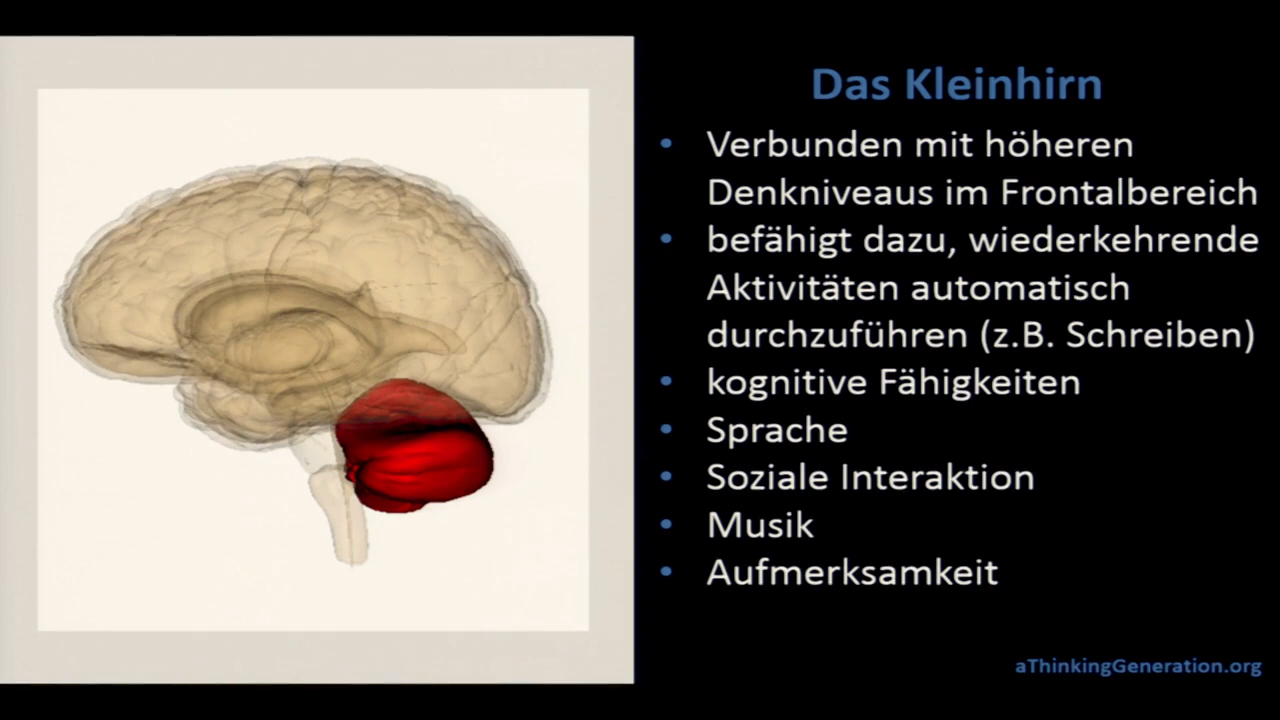 Das Kleinhirn
• Verbunden mit höheren
Denkniveaus im Frontalbereich
• befähigt dazu, wiederkehrende
Aktivitäten automatisch
durchzuführen (z.B. Schreiben)
• kognitive Fähigkeiten
• Sprache
• Soziale Interaktion
• Musik
• Aufmerksamkeit
aThinkingGeneration.org